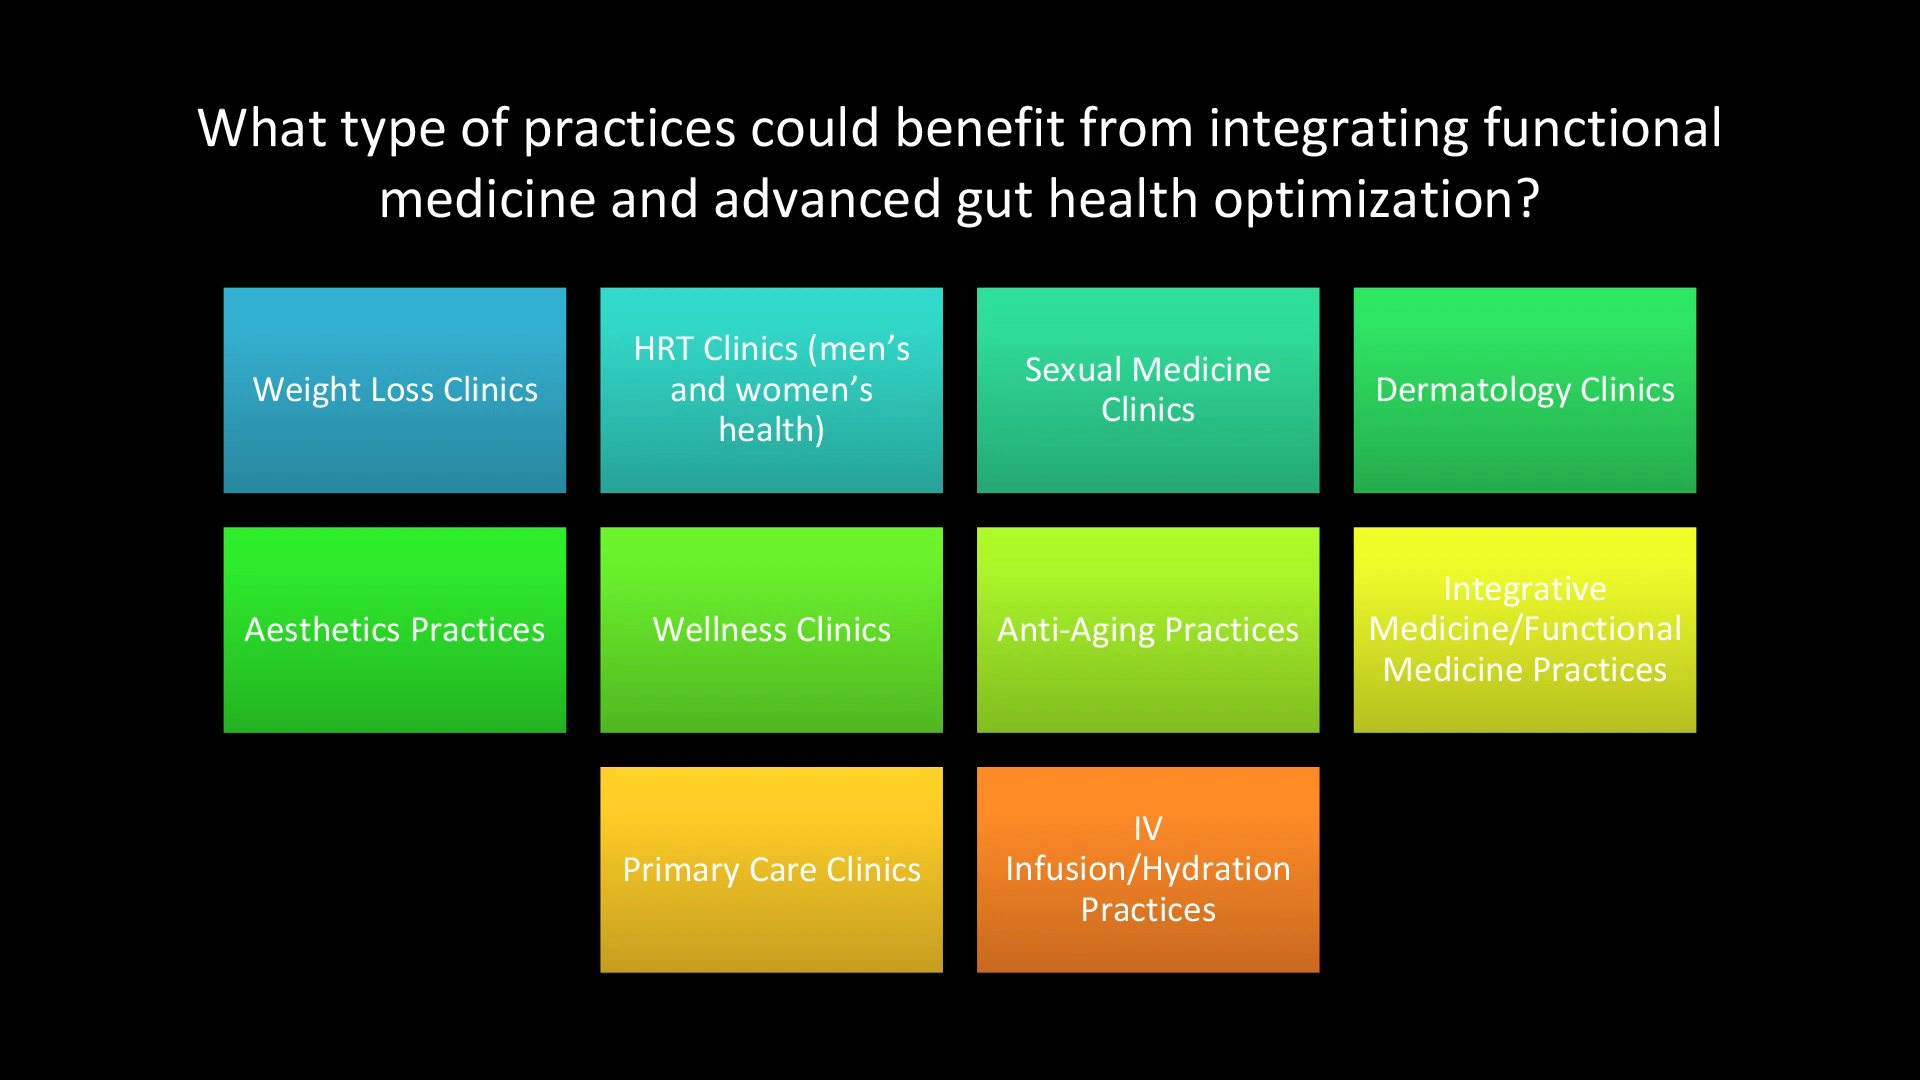 What type of practices could benefit from integrating functional
medicine and advanced gut health optimization?
Weight Loss Clinics
HRT Clinics (men’s
and women’s
health)
Sexual Medicine
Clinics
Dermatology Clinics
Aesthetics Practices
Wellness Clinics
Anti-Aging Practices
Integrative
Medicine/Functional
Medicine Practices
Primary Care Clinics
IV
Infusion/Hydration
Practices